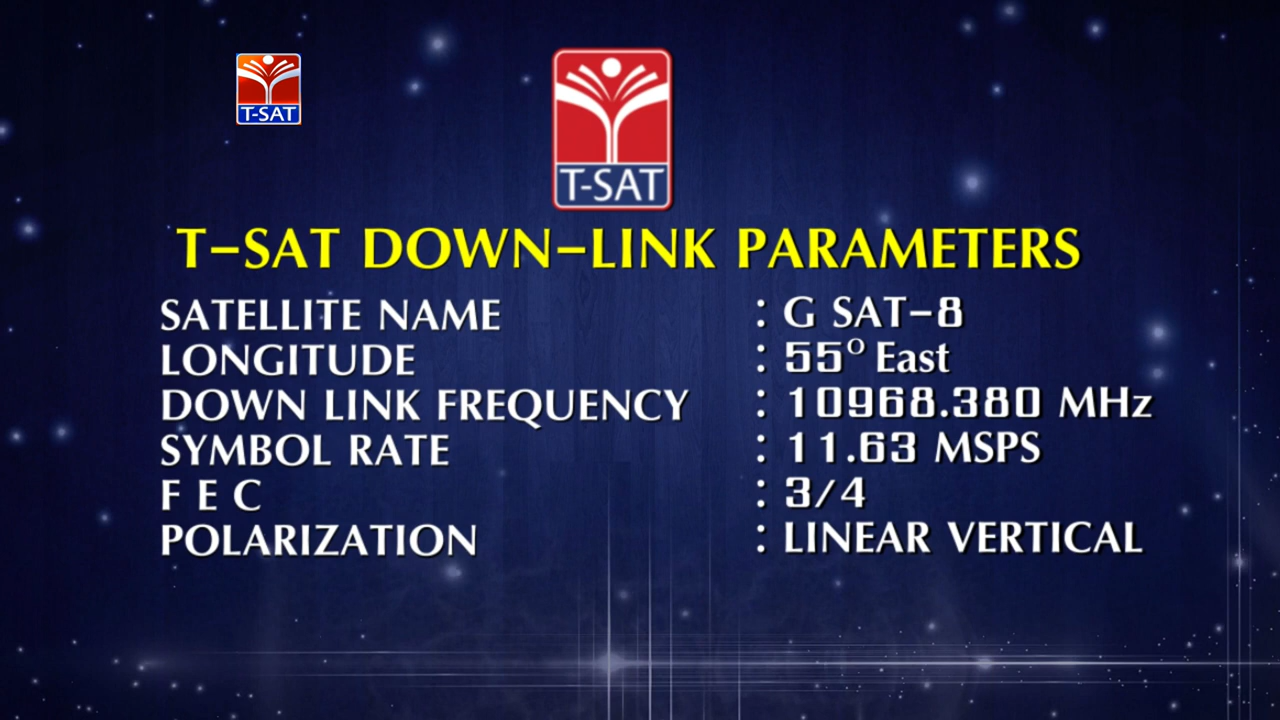 T-SAT
T-SAT
T-SAT DOWN-LINK PARAMETERS
SATELLITE NAME : G SAT-8
LONGITUDE : 55° East
DOWN LINK FREQUENCY : 10968.380 MHz
SYMBOL RATE : 11.63 MSPS
F E C : 3/4
POLARIZATION : LINEAR VERTICAL